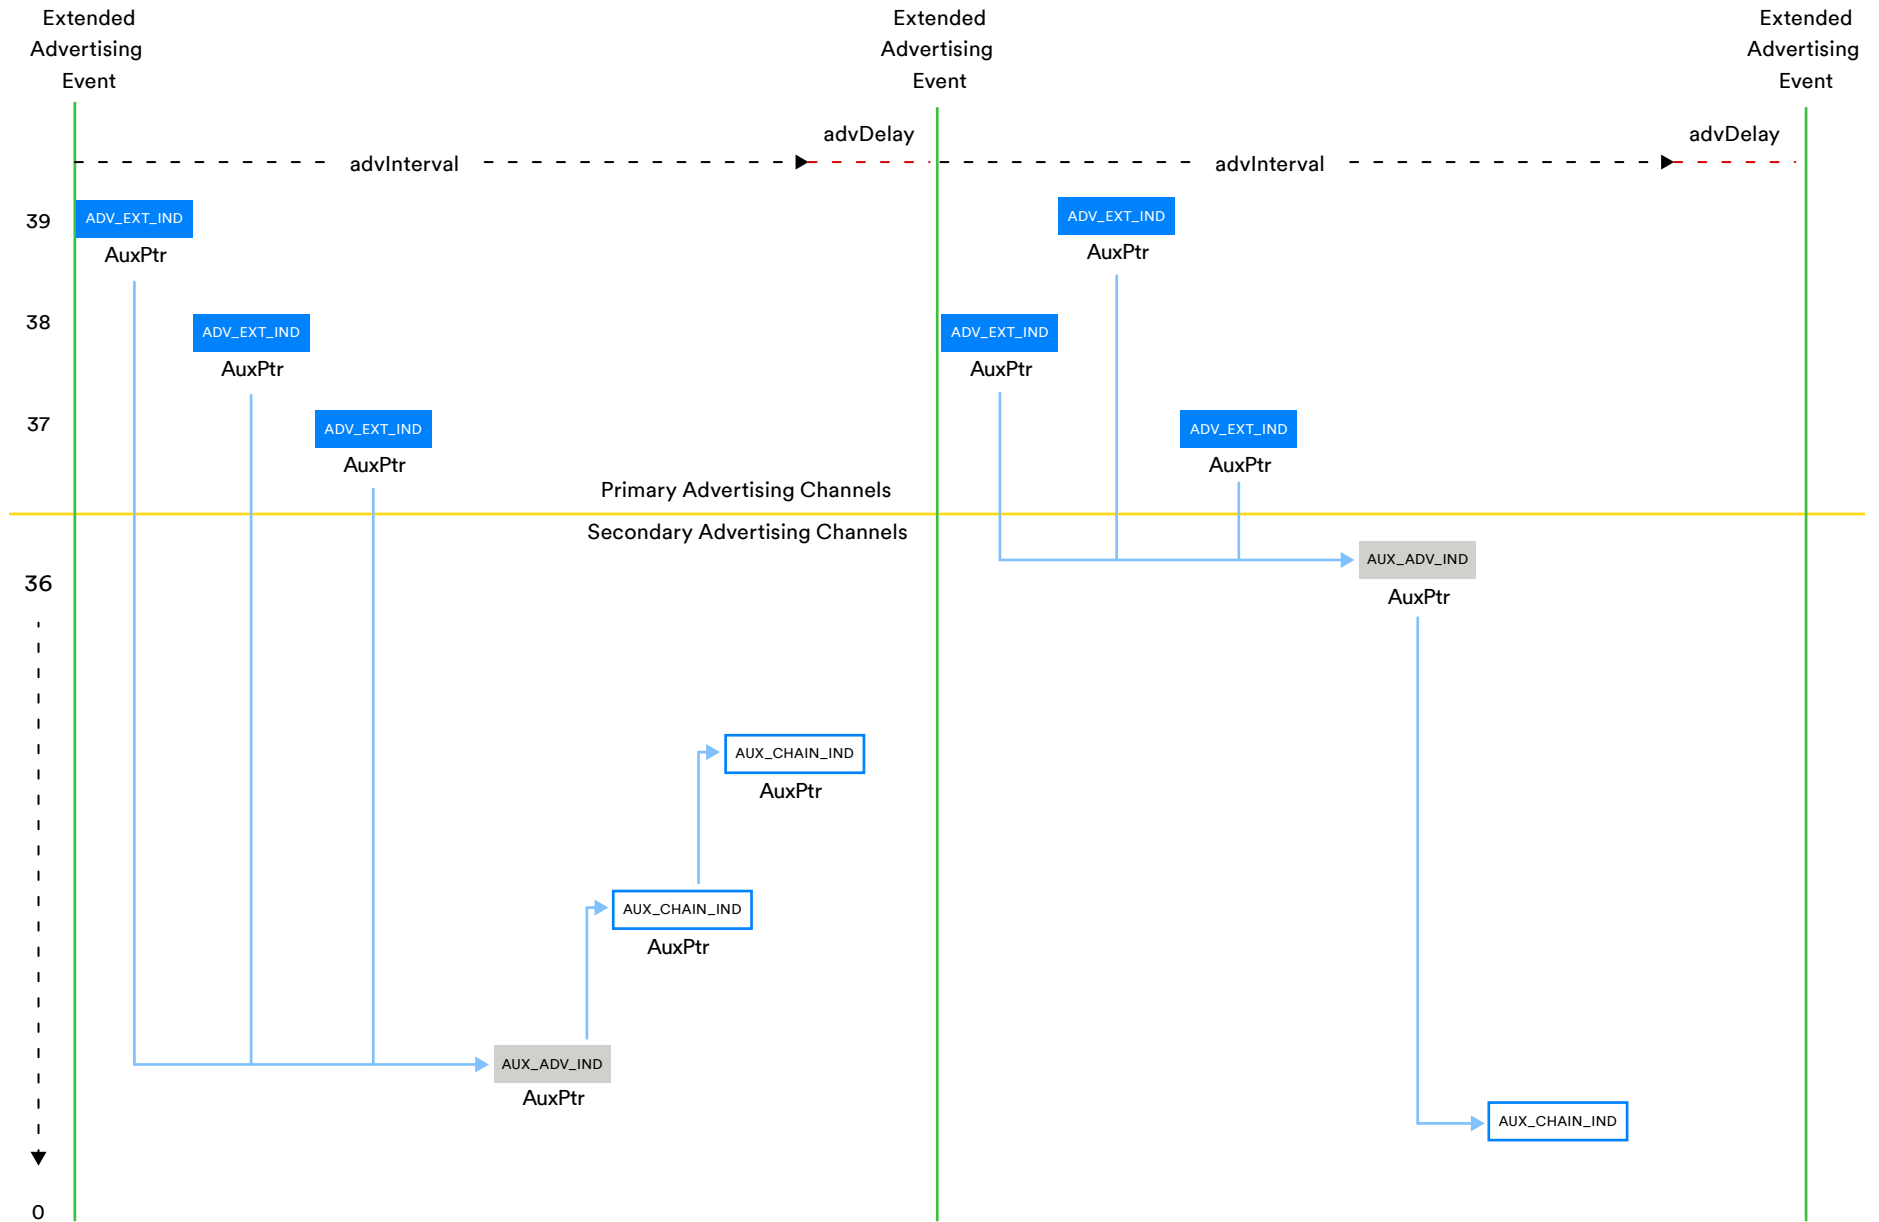 Extended
Advertising
Event
Extended
Advertising
Event
Extended
Advertising
Event
advDelay
advDelay
advInterval
advInterval
39
ADV_EXT_IND
AuxPtr
ADV_EXT_IND
AuxPtr
38
ADV_EXT_IND
AuxPtr
ADV_EXT_IND
AuxPtr
37
ADV_EXT_IND
AuxPtr
ADV_EXT_IND
AuxPtr
Primary Advertising Channels
Secondary Advertising Channels
36
AUX_ADV_IND
AuxPtr
AUX_CHAIN_IND
AuxPtr
AUX_CHAIN_IND
AuxPtr
AUX_ADV_IND
AuxPtr
AUX_CHAIN_IND
0